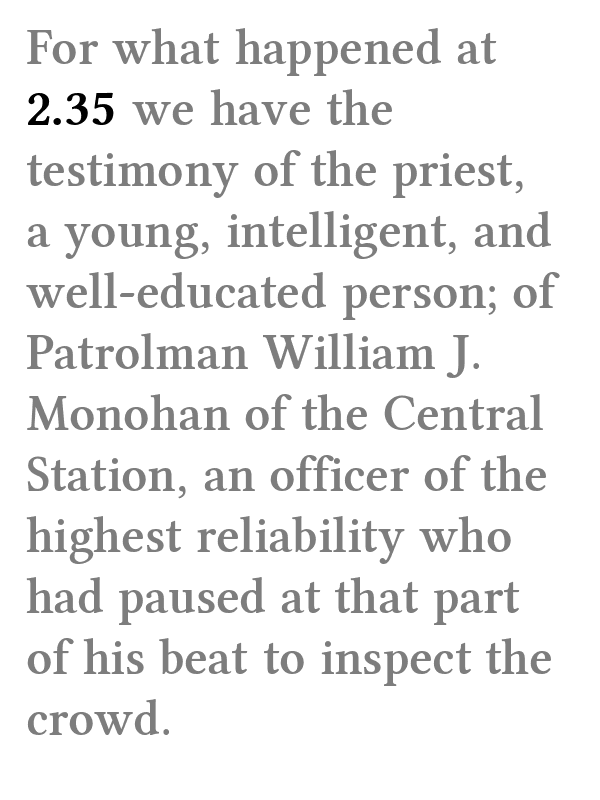 For what happened at
2.35 we have the
testimony of the priest,
a young, intelligent, and
well-educated person; of
Patrolman William J.
Monohan of the Central
Station, an officer of the
highest reliability who
had paused at that part
of his beat to inspect the
crowd.